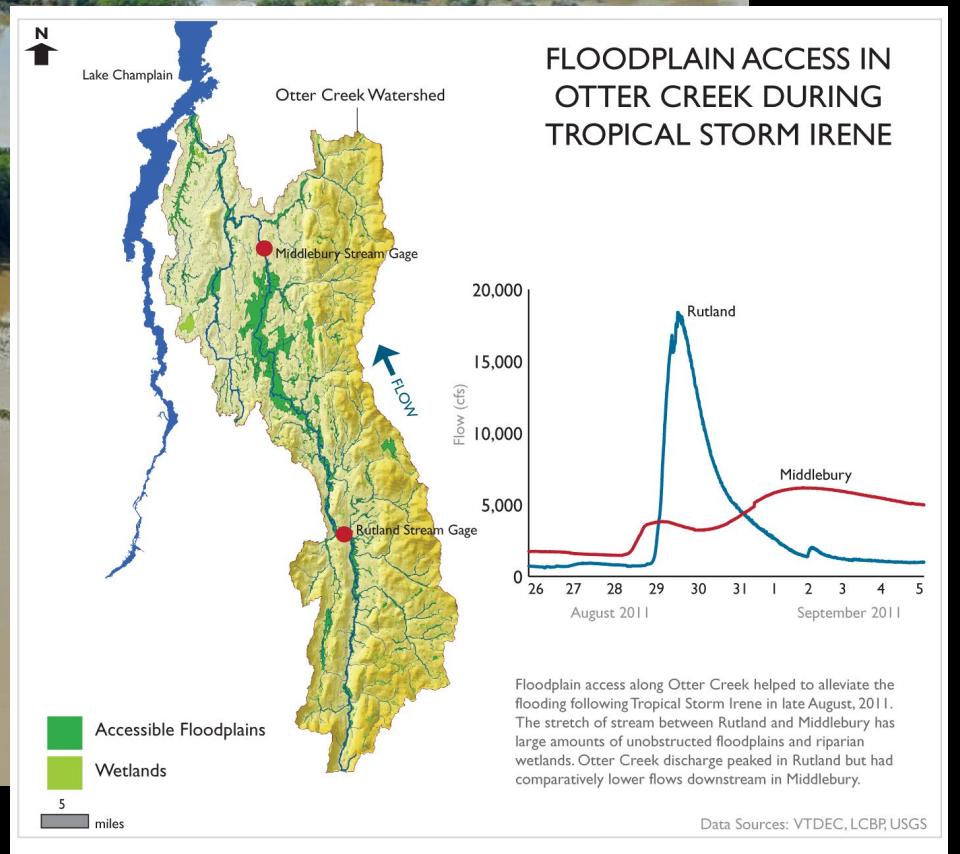 N
Lake Champlain
Otter Creek Watershed
FLOODPLAIN ACCESS IN
OTTER CREEK DURING
TROPICAL STORM IRENE
Middlebury Stream Gage
FLOW
Rutland Stream Gage
20,000
15,000
10,000
5,000
0
Flow (cfs)
Rutland
Middlebury
26 27 28 29 30 31 1 2 3 4 5
August 2011 September 2011
Floodplain access along Otter Creek helped to alleviate the
flooding following Tropical Storm Irene in late August, 2011.
The stretch of stream between Rutland and Middlebury has
large amounts of unobstructed floodplains and riparian
wetlands. Otter Creek discharge peaked in Rutland but had
comparatively lower flows downstream in Middlebury.
Accessible Floodplains
Wetlands
5
miles
Data Sources: VTDEC, LCBP, USGS